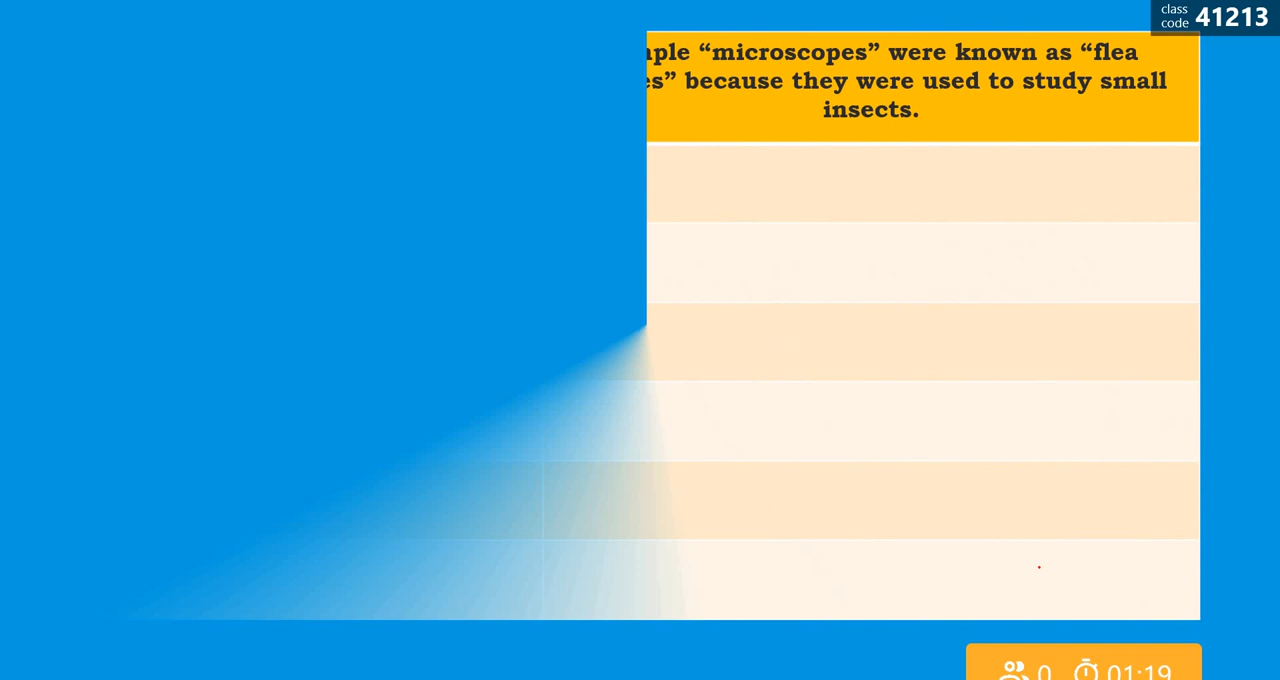 class
code 41213
“microscopes” were known as “flea
because they were used to study small
insects.
0 01:19